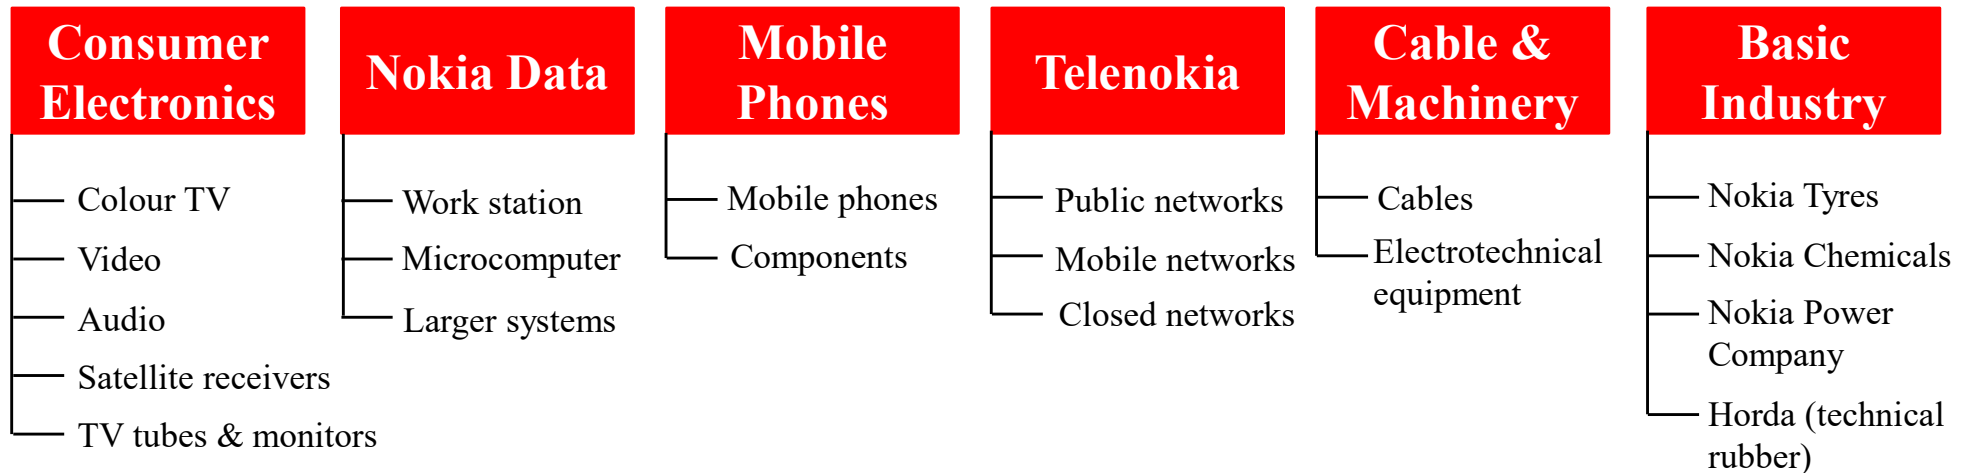 Consumer
Electronics
Colour TV
Video
Audio
Satellite receivers
TV tubes & monitors
Nokia Data
Work station
Microcomputer
Larger systems
Mobile
Phones
Mobile phones
Components
Telenokia
Public networks
Mobile networks
Closed networks
Cable &
Machinery
Cables
Electrotechnical
equipment
Basic
Industry
Nokia Tyres
Nokia Chemicals
Nokia Power
Company
Horda (technical
rubber)